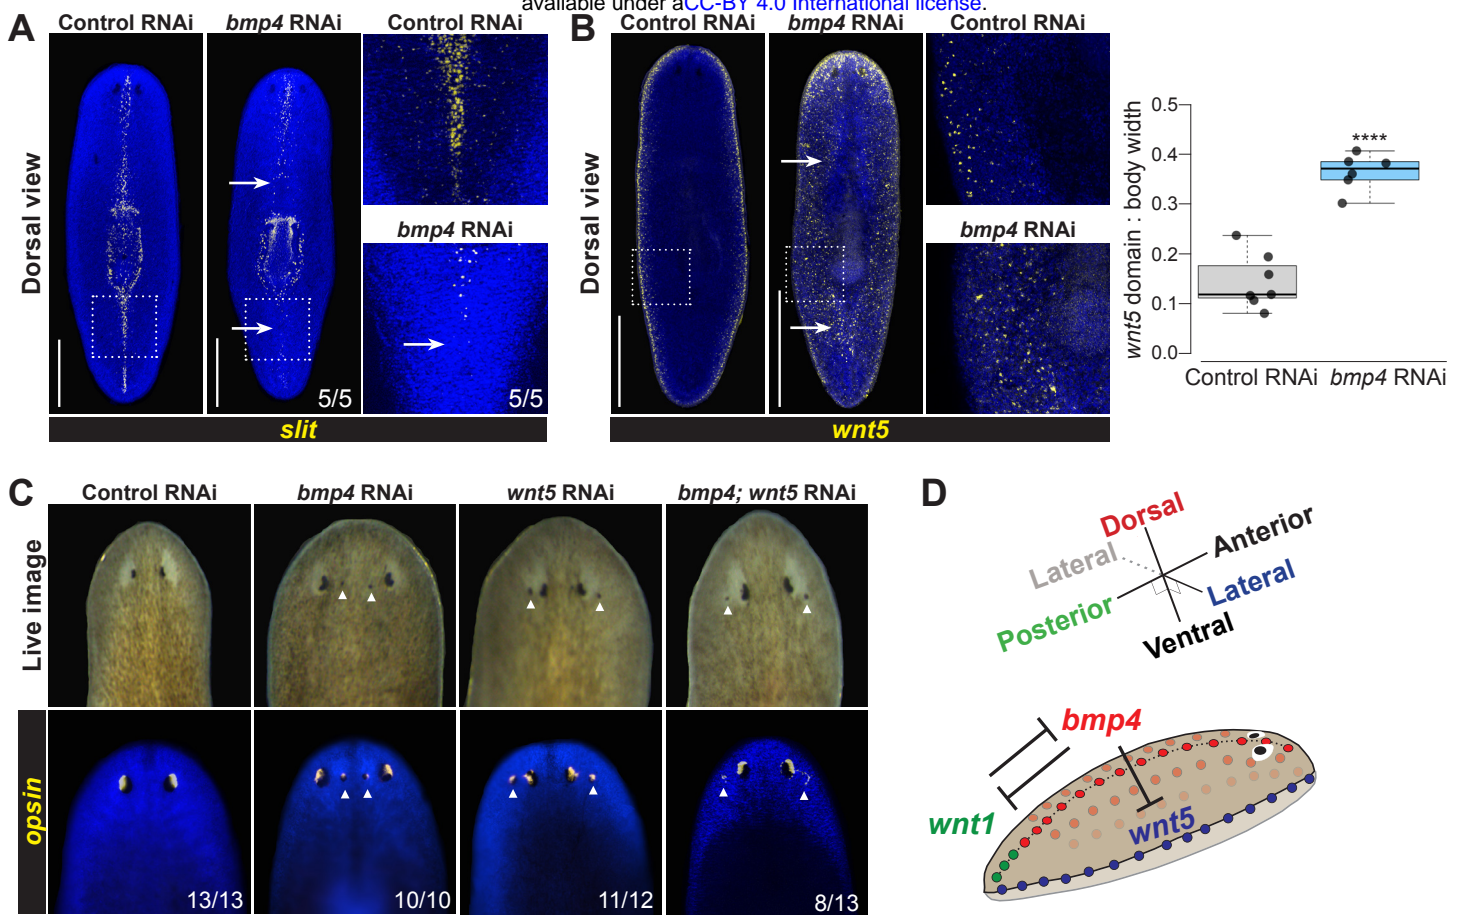 available under aCC-BY 4.0 International license.
A
Control RNAi
bmp4 RNAi
Control RNAi
Dorsal view
bmp4 RNAi
5/5
5/5
slit
B
Control RNAi
bmp4 RNAi
Control RNAi
Dorsal view
bmp4 RNAi
wnt5
wnt5 domain : body width
0.5
0.4
0.3
0.2
0.1
0.0
****
Control RNAi
bmp4 RNAi
C
Control RNAi
bmp4 RNAi
wnt5 RNAi
bmp4; wnt5 RNAi
Live image
opsin
13/13
10/10
11/12
8/13
D
Dorsal
Anterior
Lateral
Lateral
Posterior
Ventral
bmp4
wnt1
wnt5